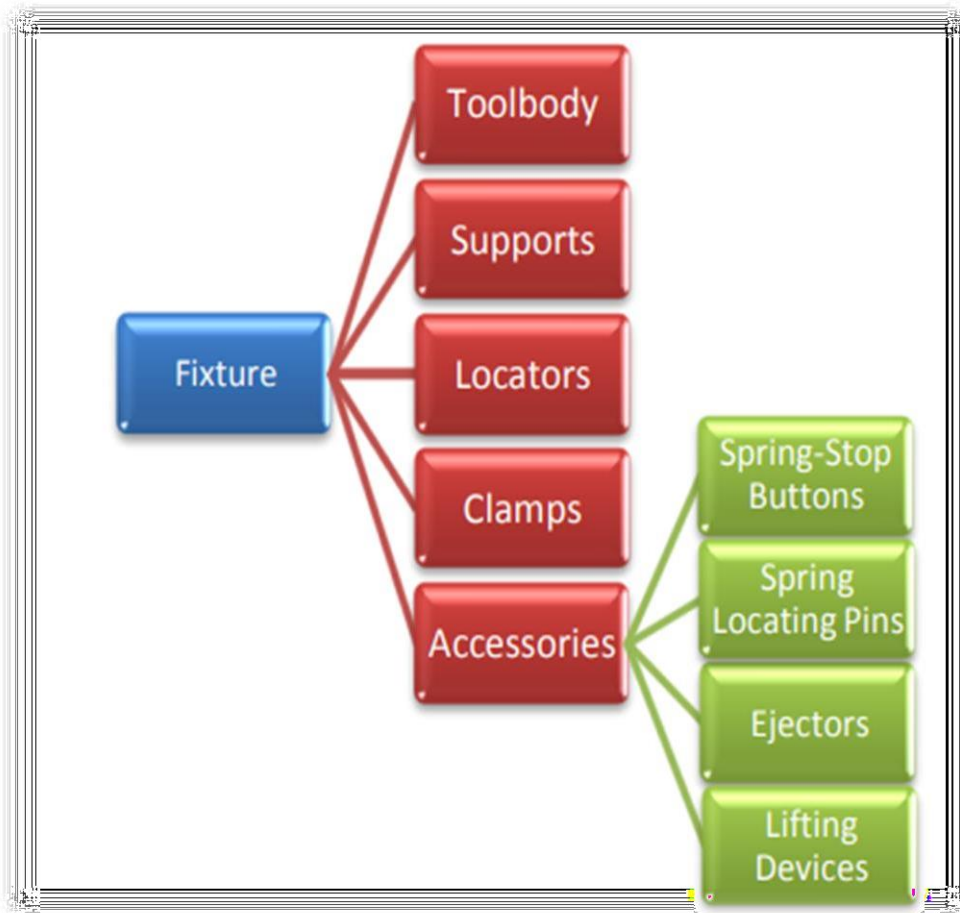 Toolbody
Supports
Fixture
Locators
Clamps
Accessories
Spring-Stop
Buttons
Spring
Locating Pins
Ejectors
Lifting
Devices